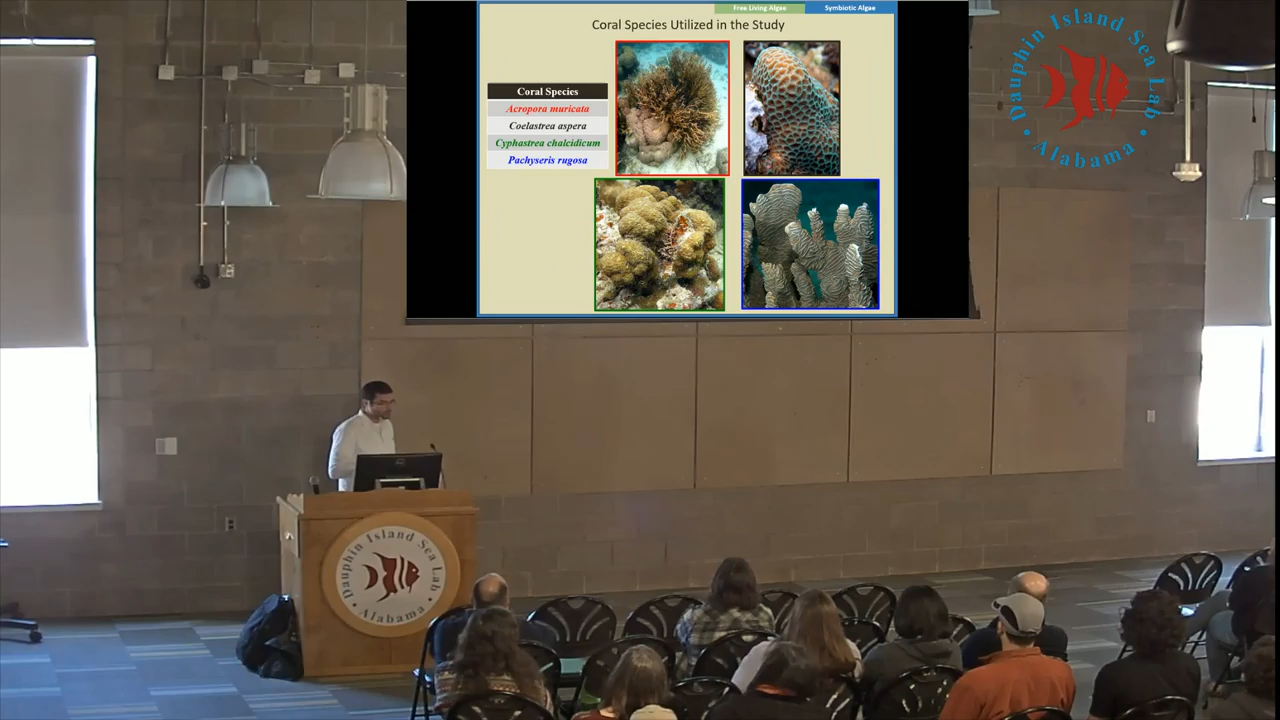 Free Living Algae
Symbiotic Algae
Coral Species Utilized in the Study
Coral Species
Acropora muricata
Coelastrea aspera
Cyphastrea chalcidicum
Pachyseris rugosa
Dauphin Island Sea Lab
• Alabama •
Dauphin Island Sea Lab
• Alabama •